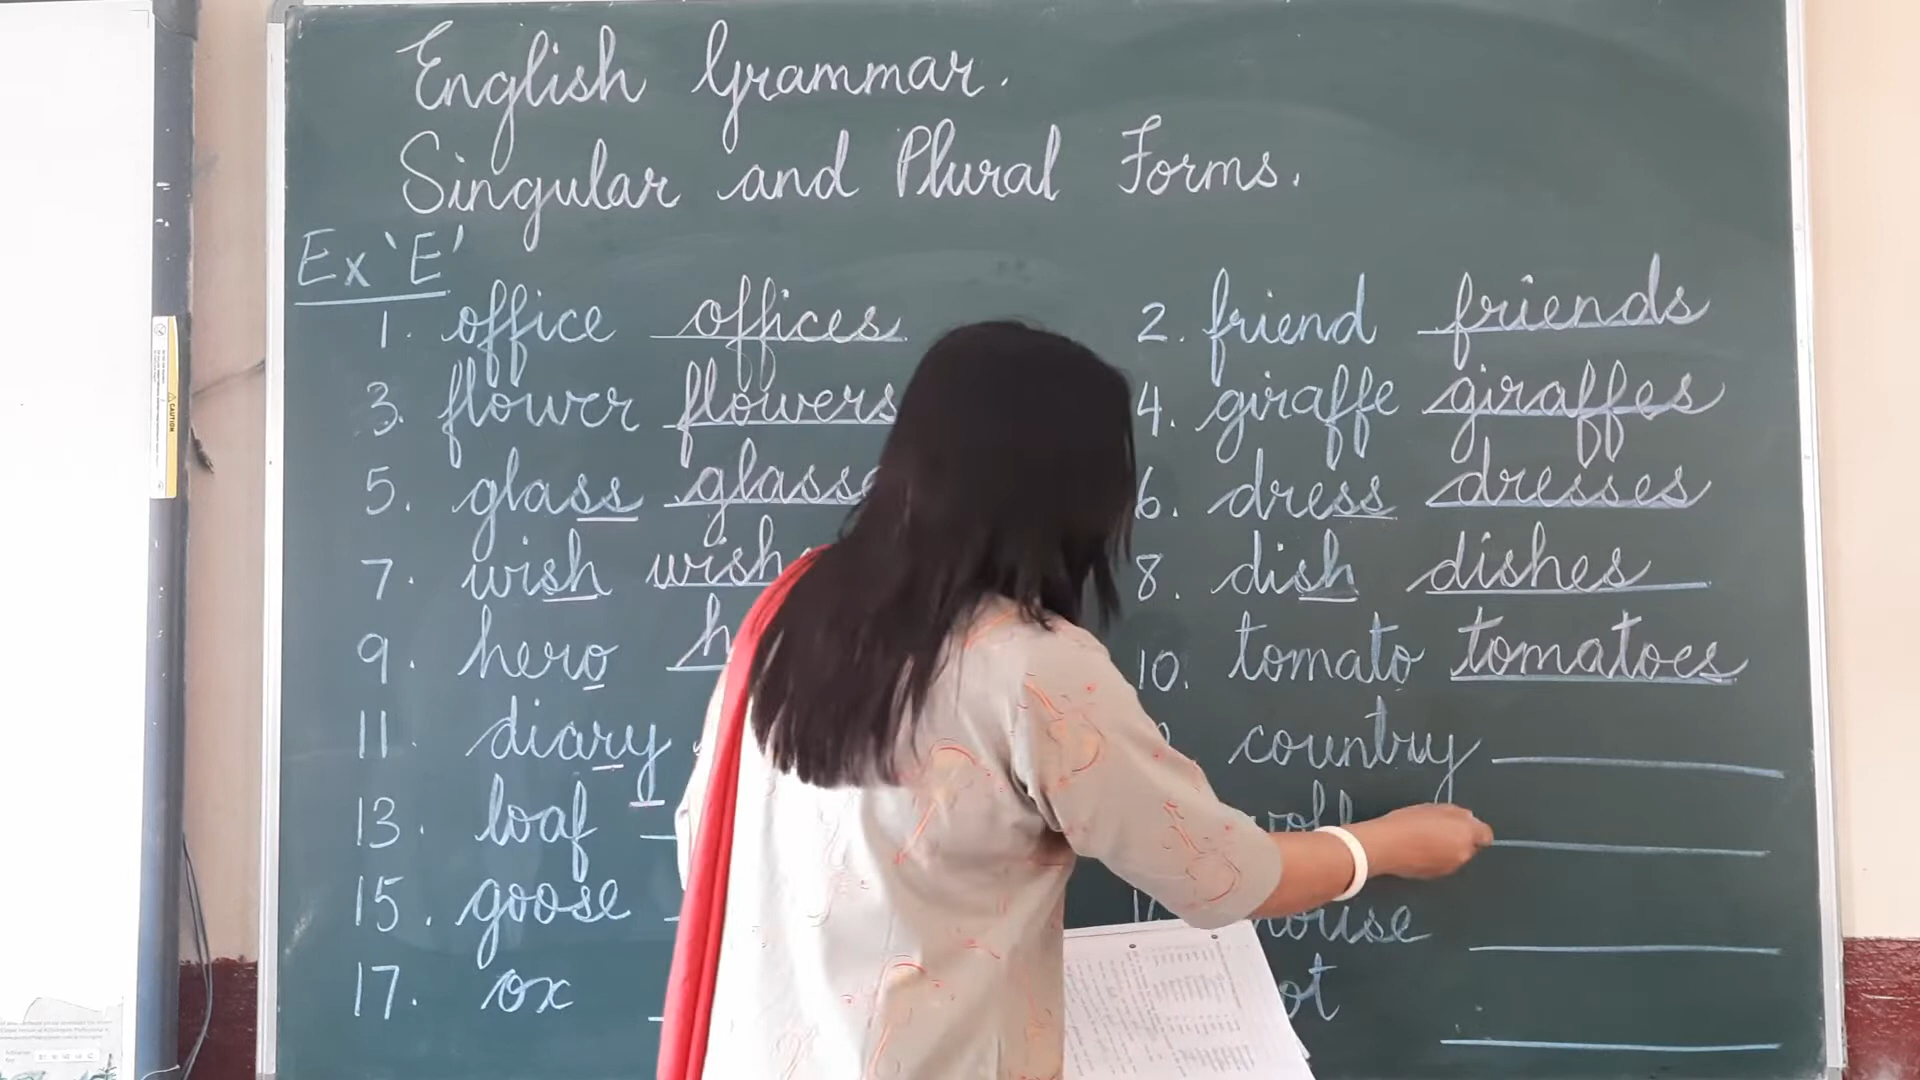 English Grammar.
Singular and Plural Forms.
Ex 'E'
1. office offices 2. friend friends
3. flower flowers 4. giraffe giraffes
5. glass glasse 6. dress dresses
7. wish wish 8. dish dishes
9. hero h 10. tomato tomatoes
11. diary country
13. loaf
15. goose
17. ox
CAUTION